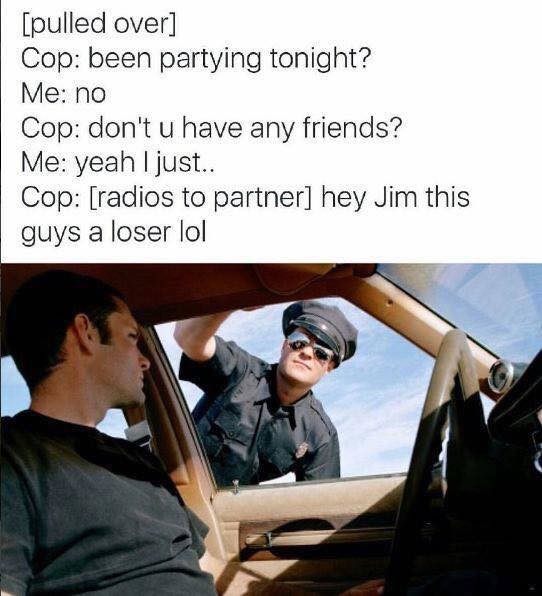 [pulled over]
Cop: been partying tonight?
Me: no
Cop: don't u have any friends?
Me: yeah I just..
Cop: [radios to partner] hey Jim this
guys a loser lol